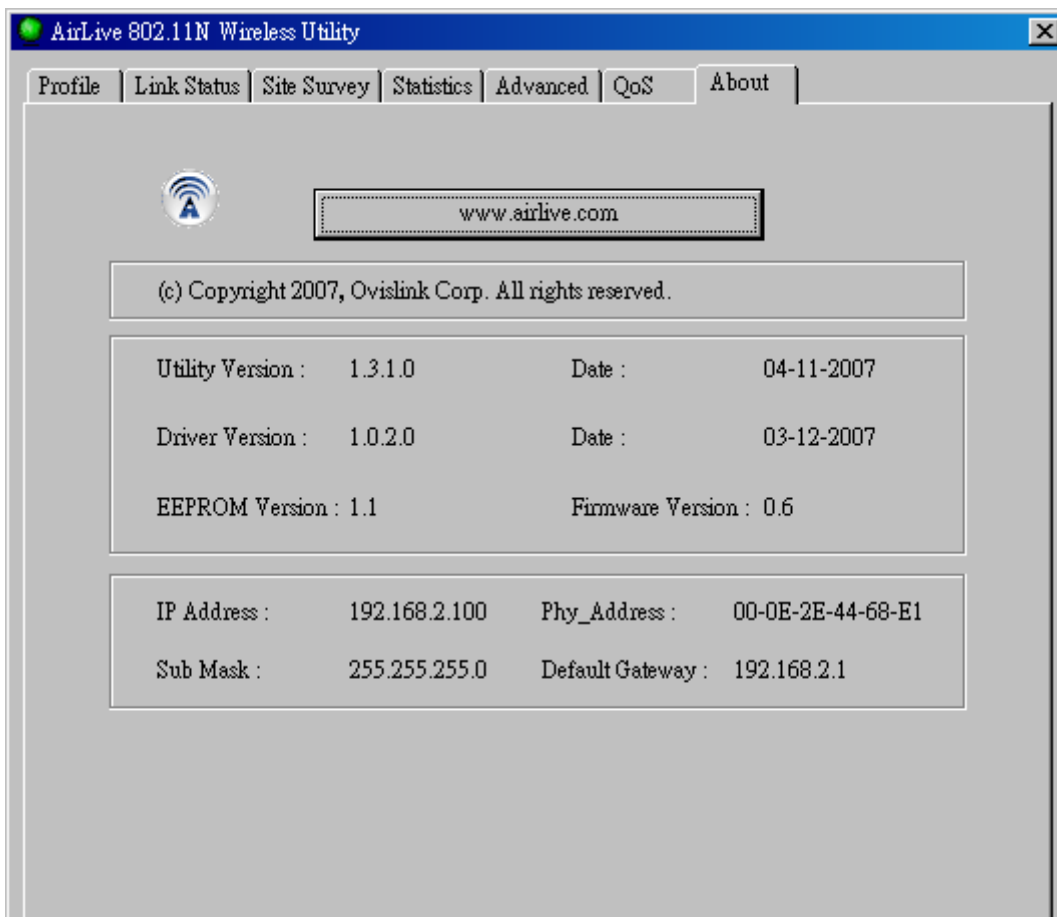 AirLive 802.11N Wireless Utility
Profile Link Status Site Survey Statistics Advanced QoS About
A
www.airlive.com
(c) Copyright 2007, Ovislink Corp. All rights reserved.
Utility Version : 1.3.1.0 Date : 04-11-2007
Driver Version : 1.0.2.0 Date : 03-12-2007
EEPROM Version : 1.1 Firmware Version : 0.6
IP Address : 192.168.2.100 Phy_Address : 00-0E-2E-44-68-E1
Sub Mask : 255.255.255.0 Default Gateway : 192.168.2.1